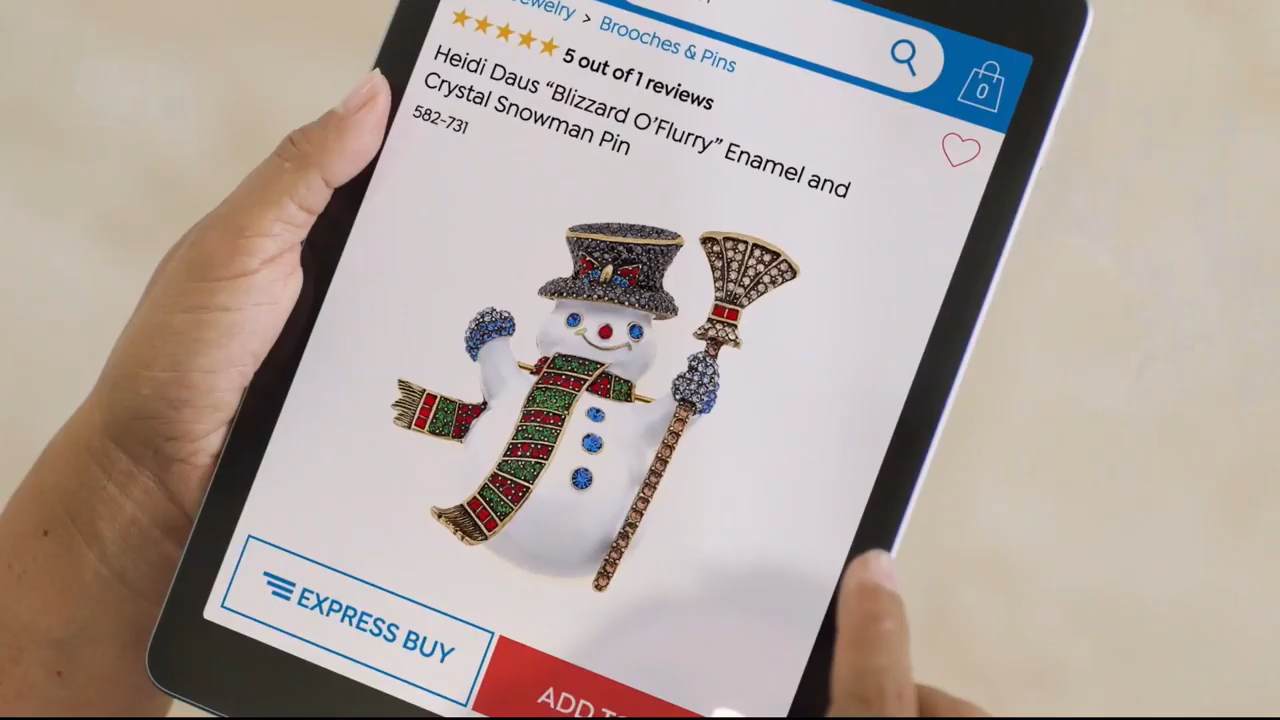 > Brooches & Pins
0
5 out of 1 reviews
Heidi Daus “Blizzard O’Flurry” Enamel and
Crystal Snowman Pin
582-731
EXPRESS BUY
ADD